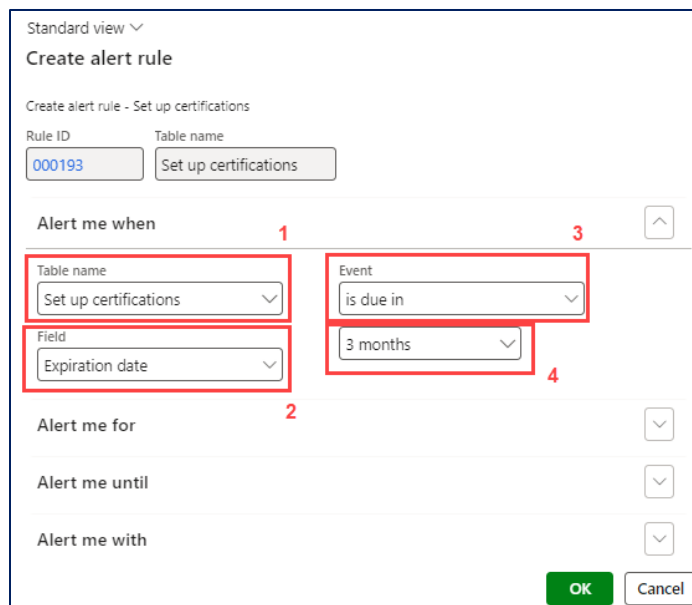 Standard view
Create alert rule
Create alert rule - Set up certifications
Rule ID
Table name
000193
Set up certifications
Alert me when
1
3
Table name
Event
Set up certifications
is due in
Field
3 months
Expiration date
4
2
Alert me for
Alert me until
Alert me with
OK
Cancel